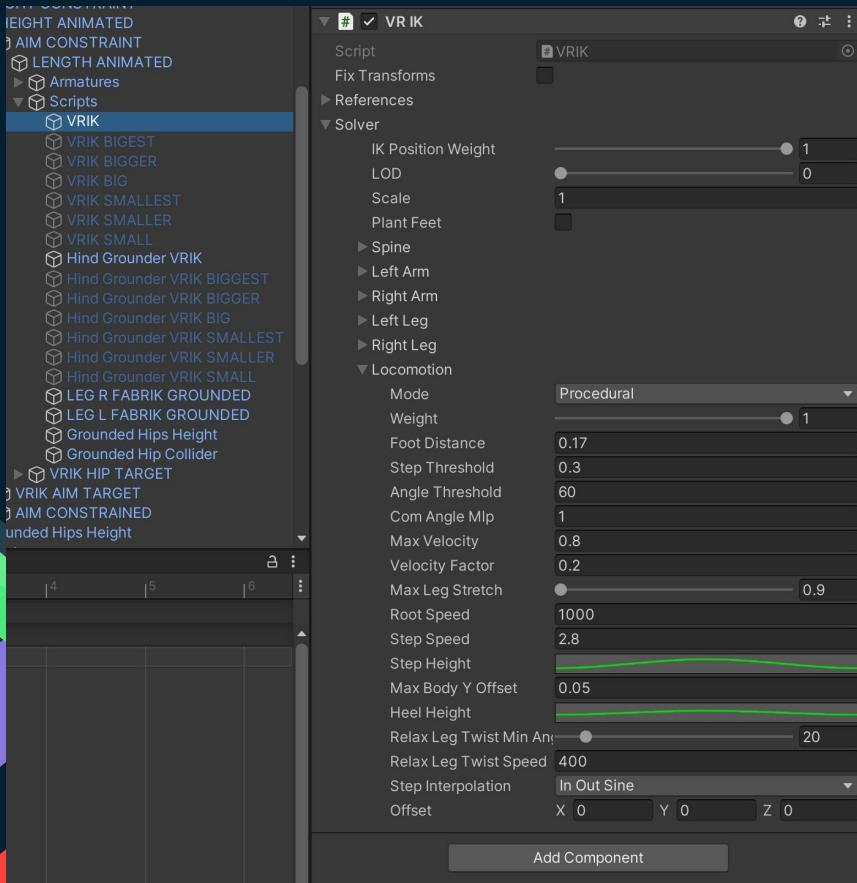 HEIGHT ANIMATED
AIM CONSTRAINT
LENGTH ANIMATED
Armatures
Scripts
VRIK
VRIK BIGEST
VRIK BIGGER
VRIK BIG
VRIK SMALLEST
VRIK SMALLER
VRIK SMALL
Hind Grounder VRIK
Hind Grounder VRIK BIGGEST
Hind Grounder VRIK BIGGER
Hind Grounder VRIK BIG
Hind Grounder VRIK SMALLEST
Hind Grounder VRIK SMALLER
Hind Grounder VRIK SMALL
LEG R FABRIK GROUNDED
LEG L FABRIK GROUNDED
Grounded Hips Height
Grounded Hip Collider
VRIK HIP TARGET
VRIK AIM TARGET
AIM CONSTRAINED
unded Hips Height
4 5 6
# VR IK
Script # VRIK
Fix Transforms
References
Solver
IK Position Weight 1
LOD 0
Scale 1
Plant Feet
Spine
Left Arm
Right Arm
Left Leg
Right Leg
Locomotion
Mode Procedural
Weight 1
Foot Distance 0.17
Step Threshold 0.3
Angle Threshold 60
Com Angle Mlp 1
Max Velocity 0.8
Velocity Factor 0.2
Max Leg Stretch 0.9
Root Speed 1000
Step Speed 2.8
Step Height
Max Body Y Offset 0.05
Heel Height
Relax Leg Twist Min Ang 20
Relax Leg Twist Speed 400
Step Interpolation In Out Sine
Offset X 0 Y 0 Z 0
Add Component